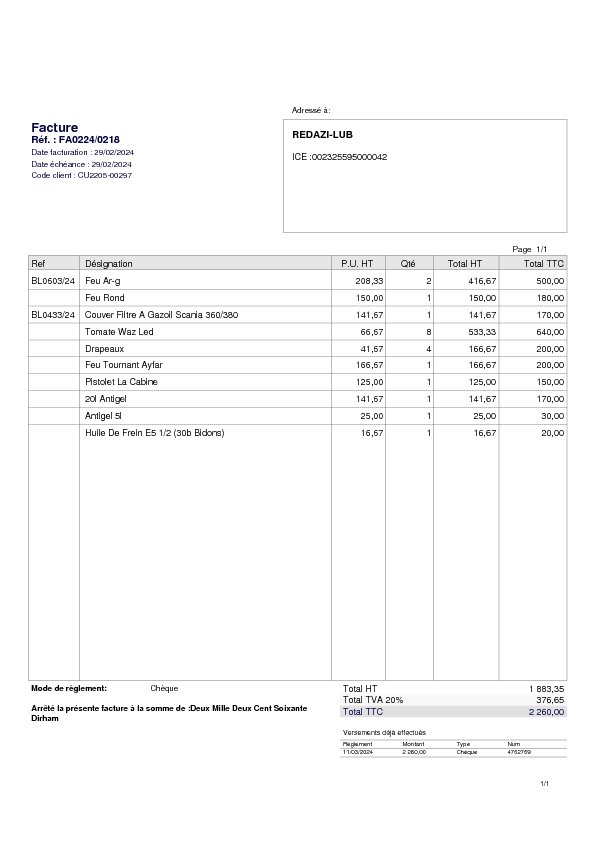 Adressé à:
Facture
Réf. : FA0224/0218
Date facturation : 29/02/2024
Date échéance : 29/02/2024
Code client : CU2205-00297
REDAZI-LUB
ICE :002325595000042
Page 1/1
Ref Désignation P.U. HT Qté Total HT Total TTC
BL0603/24 Feu Ar-g 208,33 2 416,67 500,00
Feu Rond 150,00 1 150,00 180,00
BL0433/24 Couver Filtre A Gazoil Scania 360/380 141,67 1 141,67 170,00
Tomate Waz Led 66,67 8 533,33 640,00
Drapeaux 41,67 4 166,67 200,00
Feu Tournant Ayfar 166,67 1 166,67 200,00
Pistolet La Cabine 125,00 1 125,00 150,00
20l Antigel 141,67 1 141,67 170,00
Antigel 5l 25,00 1 25,00 30,00
Huile De Frein E5 1/2 (30b Bidons) 16,67 1 16,67 20,00
Mode de règlement: Chèque
Total HT 1 883,35
Total TVA 20% 376,65
Total TTC 2 260,00
Arrêté la présente facture à la somme de :Deux Mille Deux Cent Soixante
Dirham
Versements déjà effectués
Règlement Montant Type Num
11/03/2024 2 260,00 Chèque 4762769
1/1